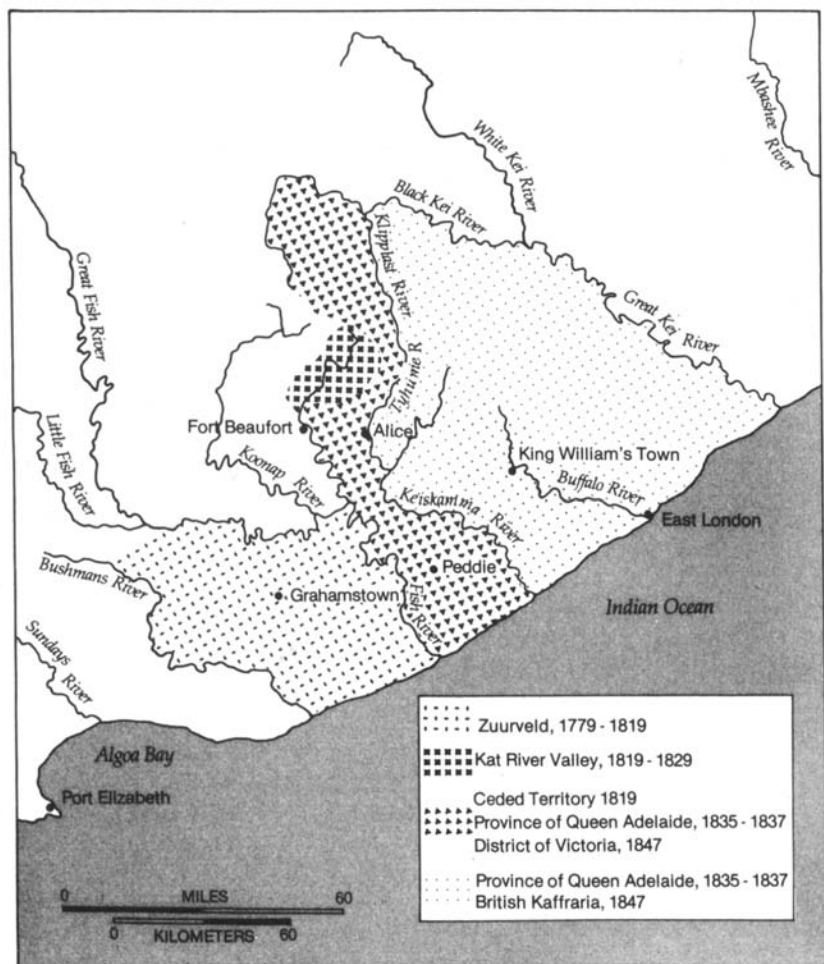 Mbashee River
White Kei River
Black Kei River
Klipplast River
Great Fish River
Great Kei River
Tyhume R
Fort Beaufort
Alice
Little Fish River
King William's Town
Koonap River
Buffalo River
Keiskamma River
East London
Bushmans River
Peddie
Grahamstown
Fish River
Indian Ocean
Sundays River
Zuurveld, 1779 - 1819
Algoa Bay
Kat River Valley, 1819 - 1829
Port Elizabeth
Ceded Territory 1819
Province of Queen Adelaide, 1835 - 1837
District of Victoria, 1847
Province of Queen Adelaide, 1835 - 1837
British Kaffraria, 1847
0 MILES 60
0 KILOMETERS 60